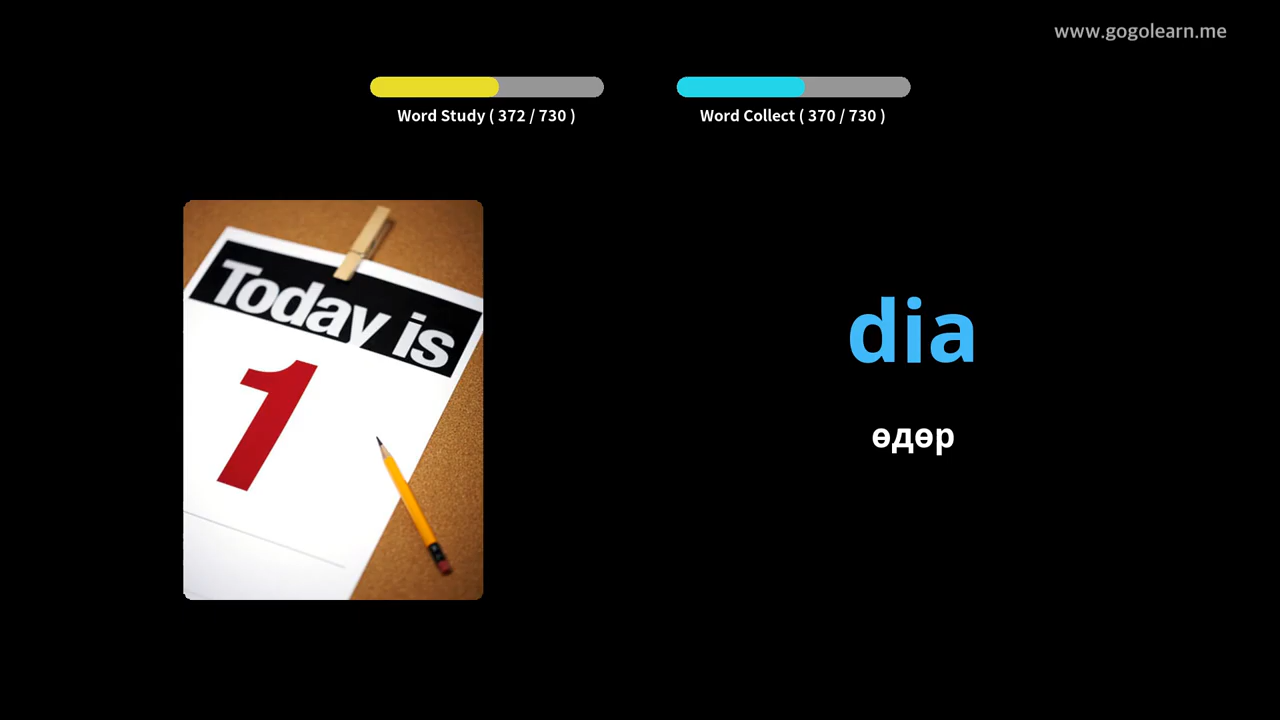 www.gogolearn.me
Word Study ( 372 / 730 )
Word Collect ( 370 / 730 )
Today is
1
dia
өдөр